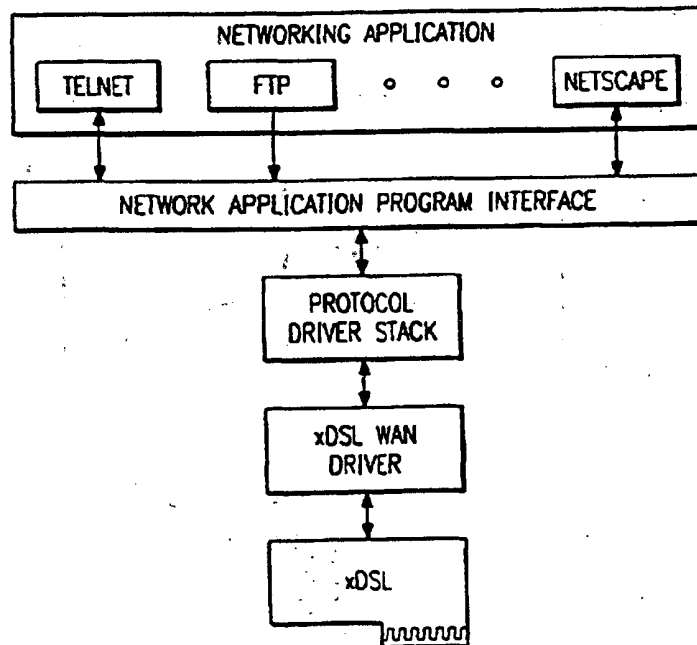 NETWORKING APPLICATION
TELNET
FTP
NETSCAPE
NETWORK APPLICATION PROGRAM INTERFACE
PROTOCOL
DRIVER STACK
xDSL WAN
DRIVER
xDSL